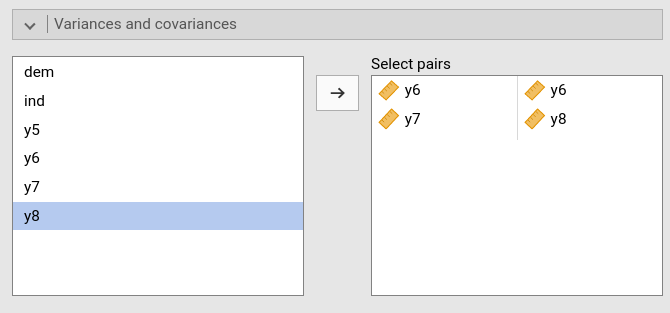 Variances and covariances
Select pairs
dem
ind
y5
y6
y7
y8
y6 y6
y7 y8